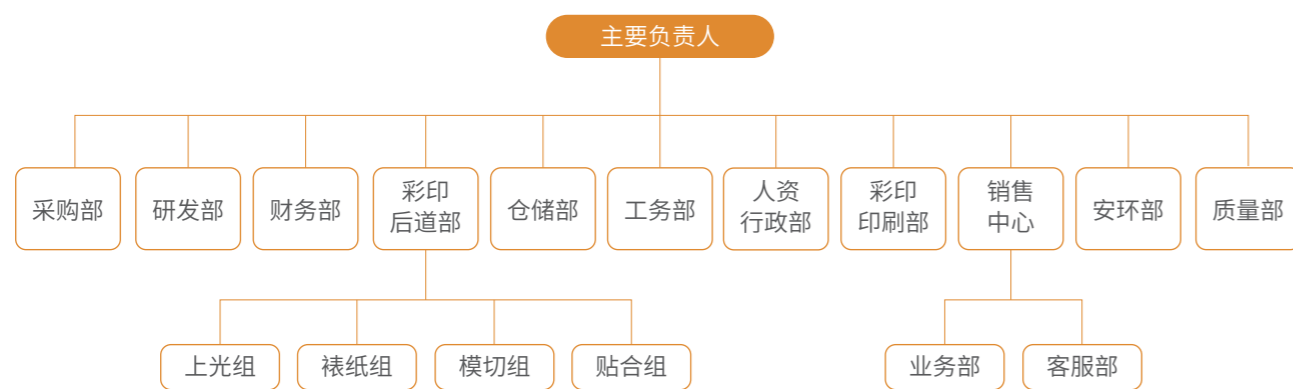 主要负责人
采购部
研发部
财务部
彩印
后道部
仓储部
工务部
人资
行政部
彩印
印刷部
销售
中心
安环部
质量部
上光组
裱纸组
模切组
贴合组
业务部
客服部